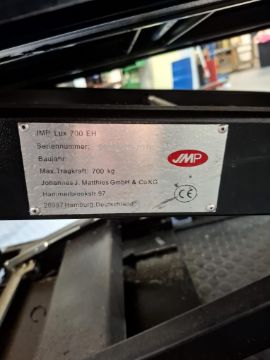 JMP Lux 700 EH
Seriennummer:
Baujahr:
JMP
Max. Tragkraft: 700 kg
Johannes J. Matthies GmbH & Co KG
Hammerbrookstr. 97
CE
20097 Hamburg, Deutschland